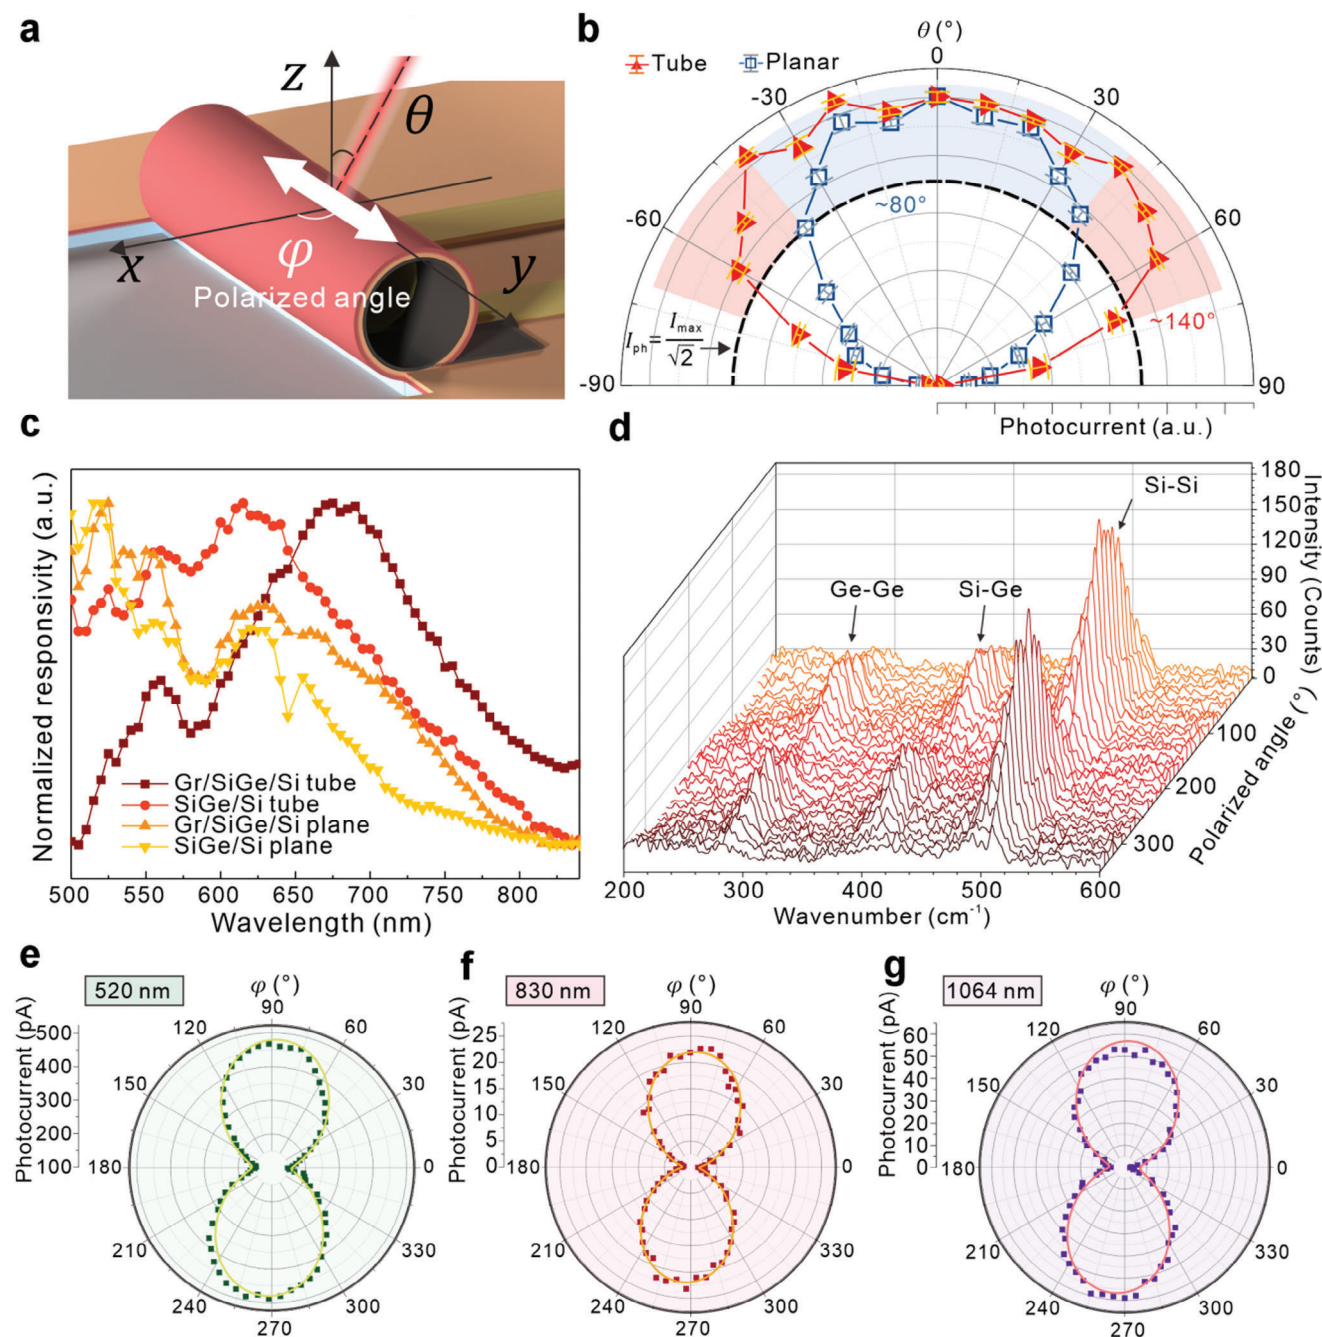 a
z
θ
x
φ
y
Polarized angle
b
θ (°)
Tube
Planar
0
-30
30
-60
60
-90
90
~80°
~140°
Iph = Imax/√2
Photocurrent (a.u.)
c
Normalized responsivity (a.u.)
Gr/SiGe/Si tube
SiGe/Si tube
Gr/SiGe/Si plane
SiGe/Si plane
500 550 600 650 700 750 800
Wavelength (nm)
d
Si-Si
Ge-Ge
Si-Ge
180
150
120
90
60
30
0
Intensity (Counts)
100
200
300
Polarized angle (°)
200 300 400 500 600
Wavenumber (cm-1)
e
520 nm
φ (°)
90
120
60
150
30
180
0
210
330
240
300
270
Photocurrent (pA)
500
400
300
200
100
f
830 nm
φ (°)
90
120
60
150
30
180
0
210
330
240
300
270
Photocurrent (pA)
25
20
15
10
5
0
g
1064 nm
φ (°)
90
120
60
150
30
180
0
210
330
240
300
270
Photocurrent (pA)
60
50
40
30
20
10
0